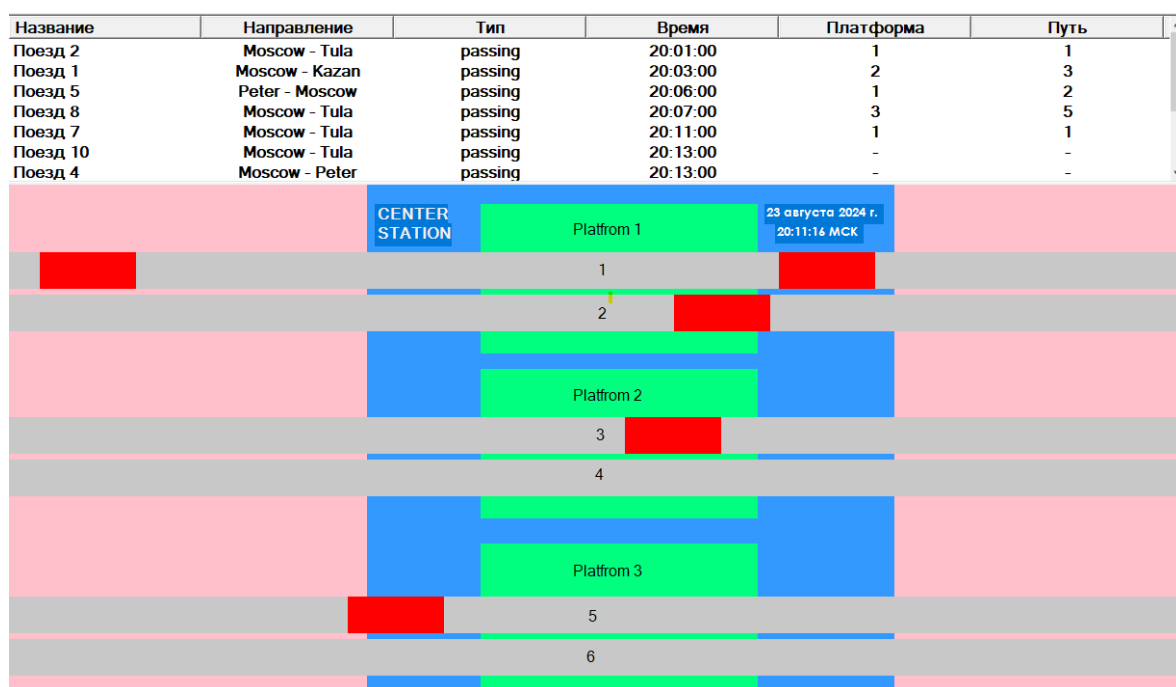 Название Направление Тип Время Платформа Путь
Поезд 2 Moscow - Tula passing 20:01:00 1 1
Поезд 1 Moscow - Kazan passing 20:03:00 2 3
Поезд 5 Peter - Moscow passing 20:06:00 1 2
Поезд 8 Moscow - Tula passing 20:07:00 3 5
Поезд 7 Moscow - Tula passing 20:11:00 1 1
Поезд 10 Moscow - Tula passing 20:13:00 - -
Поезд 4 Moscow - Peter passing 20:13:00 - -
CENTER
STATION
Platfrom 1
23 августа 2024 г.
20:11:16 МСК
1
2
Platfrom 2
3
4
Platfrom 3
5
6